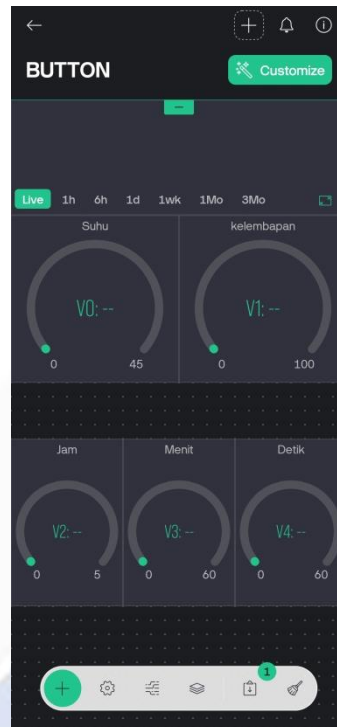 BUTTON
Customize
Live 1h 6h 1d 1wk 1Mo 3Mo
Suhu kelembapan
V0: -- V1: --
0 45 0 100
Jam Menit Detik
V2: -- V3: -- V4: --
0 5 0 60 0 60
1